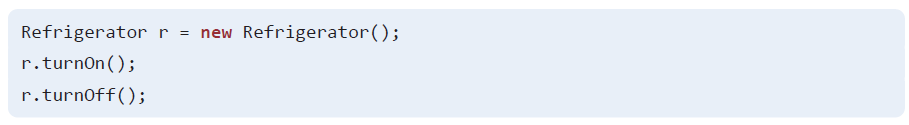 Refrigerator r = new Refrigerator();
r.turnOn();
r.turnOff();